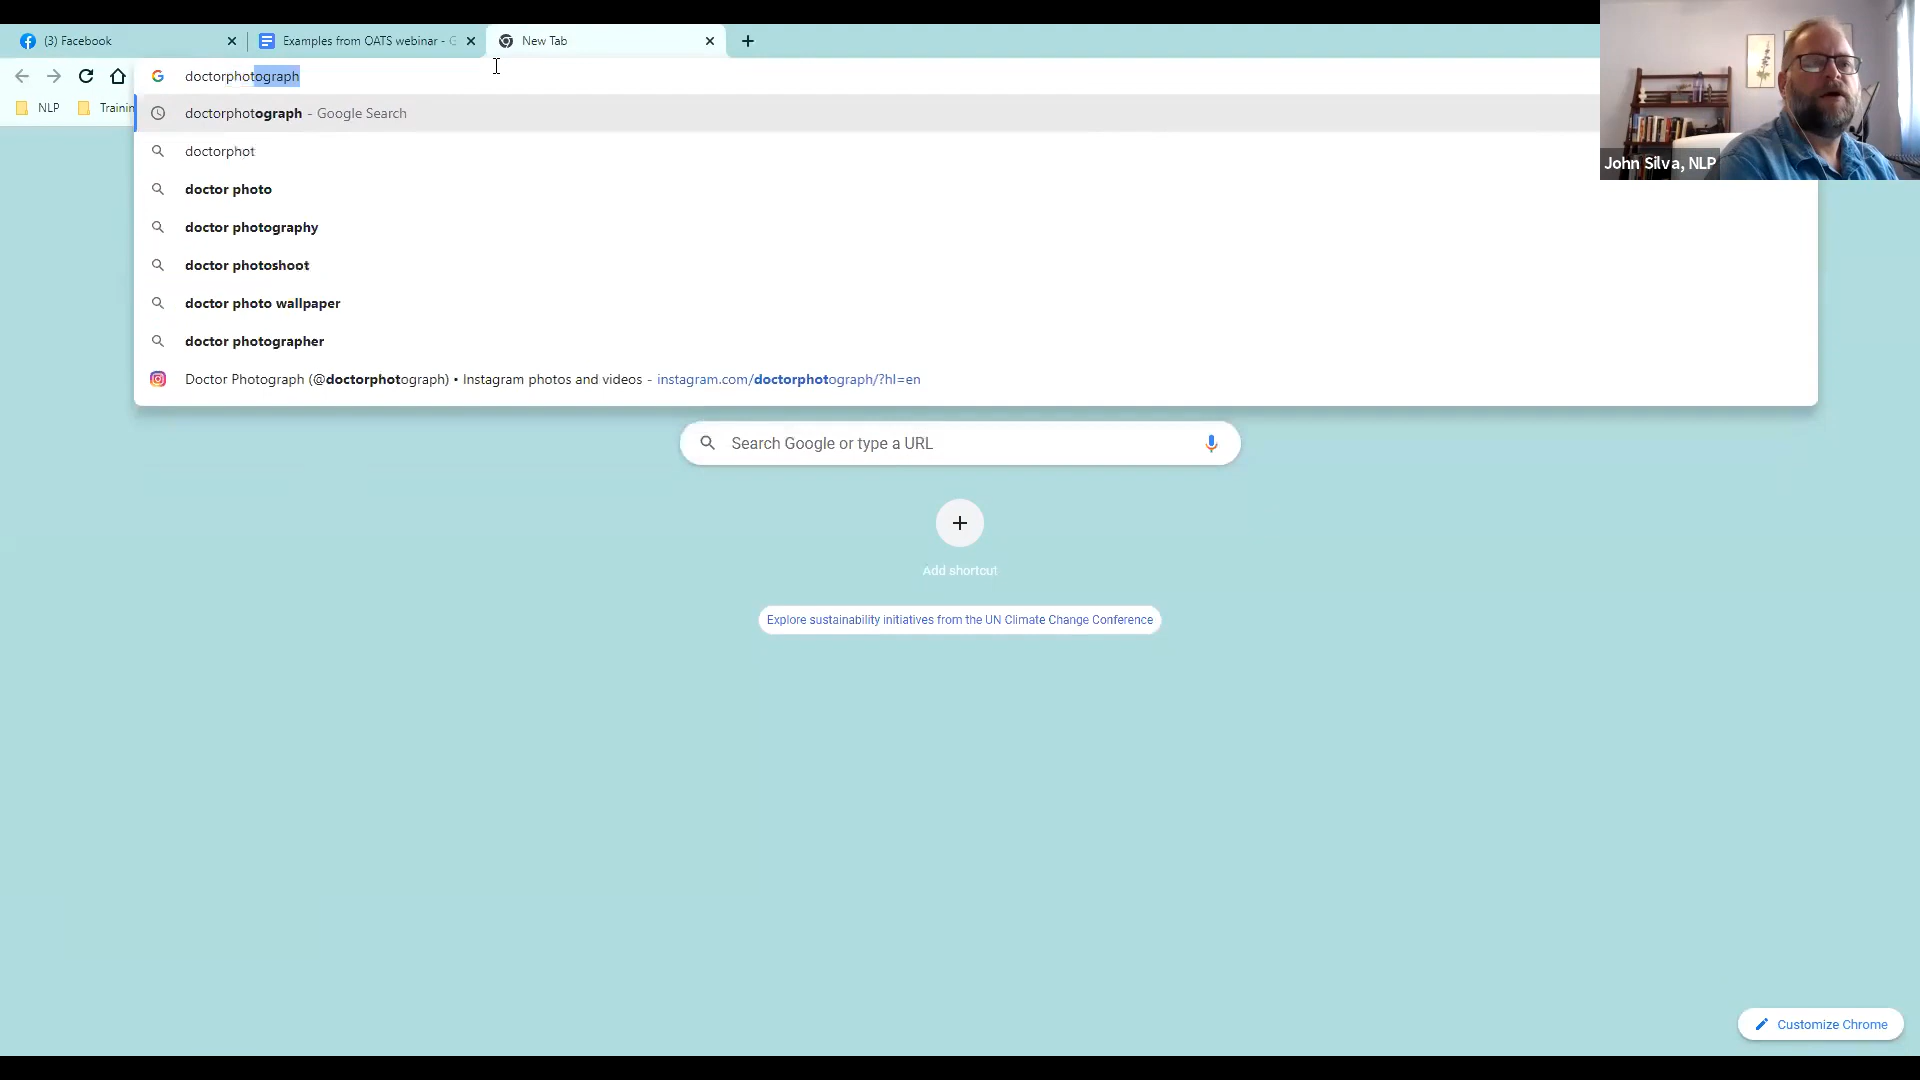 (3) Facebook
Examples from OATS webinar - G
New Tab
doctorphotograph
NLP
Trainin
doctorphotograph - Google Search
doctorphot
doctor photo
doctor photography
doctor photoshoot
doctor photo wallpaper
doctor photographer
Doctor Photograph (@doctorphotograph) • Instagram photos and videos - instagram.com/doctorphotograph/?hl=en
John Silva, NLP
Search Google or type a URL
Add shortcut
Explore sustainability initiatives from the UN Climate Change Conference
Customize Chrome